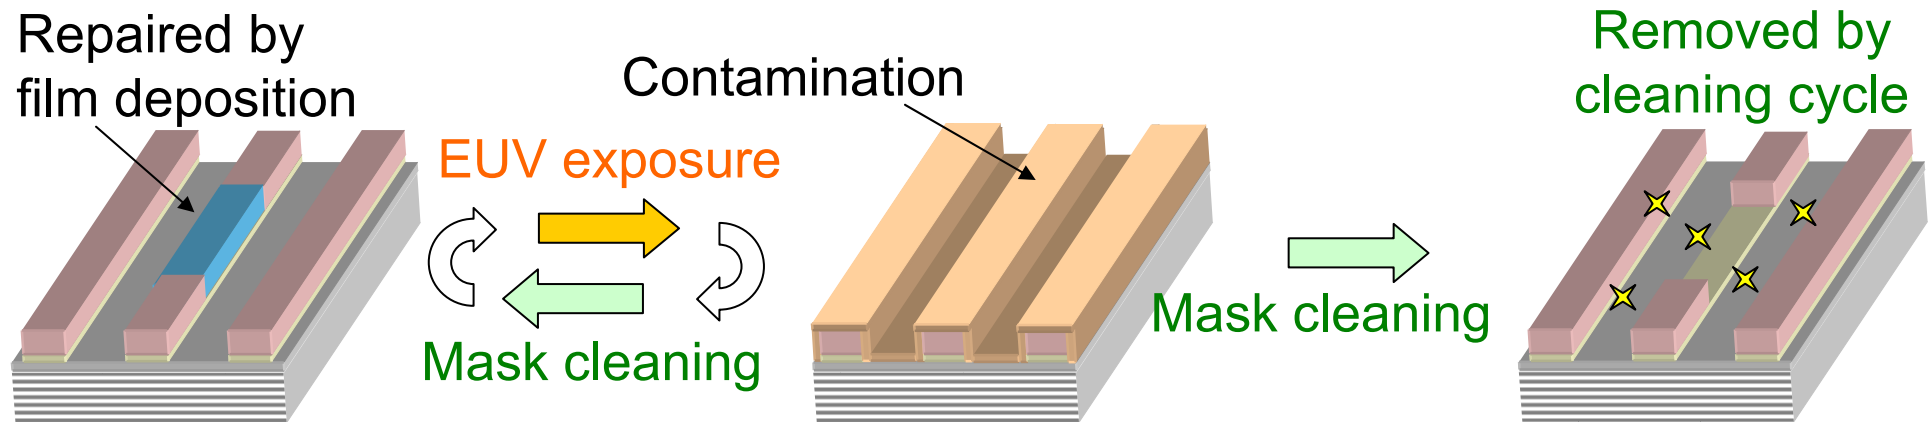 Repaired by
film deposition
EUV exposure
Mask cleaning
Contamination
Mask cleaning
Removed by
cleaning cycle